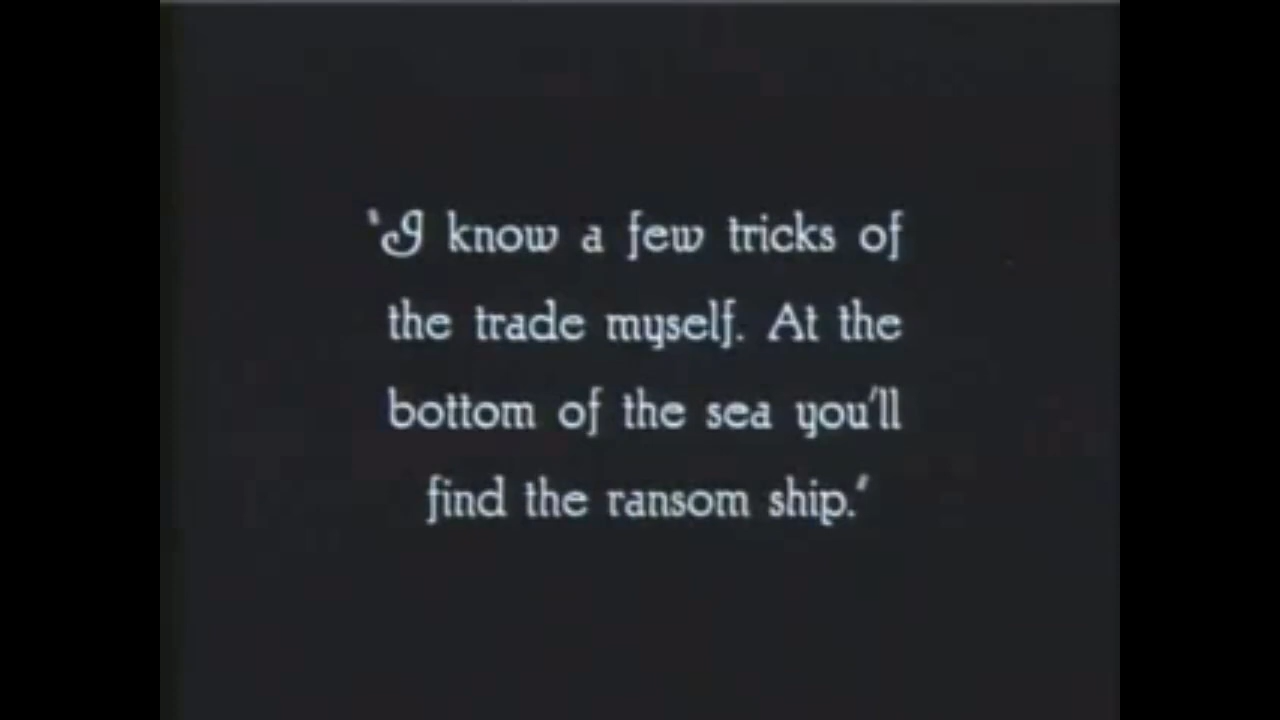 "I know a few tricks of
the trade myself. At the
bottom of the sea you'll
find the ransom ship."